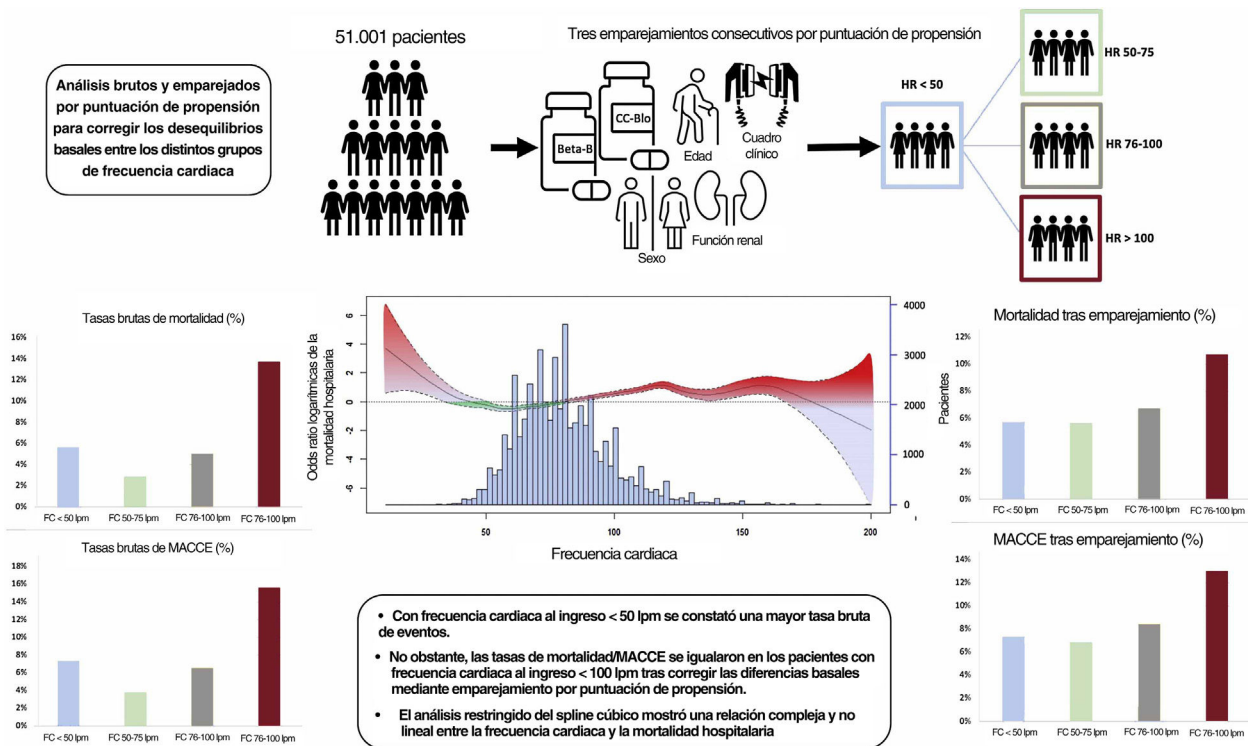 51.001 pacientes
Tres emparejamientos consecutivos por puntuación de propensión
Análisis brutos y emparejados
por puntuación de propensión
para corregir los desequilibrios
basales entre los distintos grupos
de frecuencia cardiaca
Beta-B
CC-Blo
Edad
Cuadro
clínico
Sexo
Función renal
HR < 50
HR 50-75
HR 76-100
HR > 100
Tasas brutas de mortalidad (%)
16%
14%
12%
10%
8%
6%
4%
2%
0%
FC < 50 lpm
FC 50-75 lpm
FC 76-100 lpm
FC 76-100 lpm
Tasas brutas de MACCE (%)
18%
16%
14%
12%
10%
8%
6%
4%
2%
0%
FC < 50 lpm
FC 50-75 lpm
FC 76-100 lpm
FC 76-100 lpm
Odds ratio logarítmicas de la
mortalidad hospitalaria
6
4
2
0
-2
-4
-6
50
100
150
200
Frecuencia cardiaca
4000
3000
2000
1000
0
Pacientes
Mortalidad tras emparejamiento (%)
12%
10%
8%
6%
4%
2%
0%
FC < 50 lpm
FC 50-75 lpm
FC 76-100 lpm
FC 76-100 lpm
MACCE tras emparejamiento (%)
14%
12%
10%
8%
6%
4%
2%
0%
FC < 50 lpm
FC 50-75 lpm
FC 76-100 lpm
FC 76-100 lpm
• Con frecuencia cardiaca al ingreso < 50 lpm se constató una mayor tasa bruta
de eventos.
• No obstante, las tasas de mortalidad/MACCE se igualaron en los pacientes con
frecuencia cardiaca al ingreso < 100 lpm tras corregir las diferencias basales
mediante emparejamiento por puntuación de propensión.
• El análisis restringido del spline cúbico mostró una relación compleja y no
lineal entre la frecuencia cardiaca y la mortalidad hospitalaria